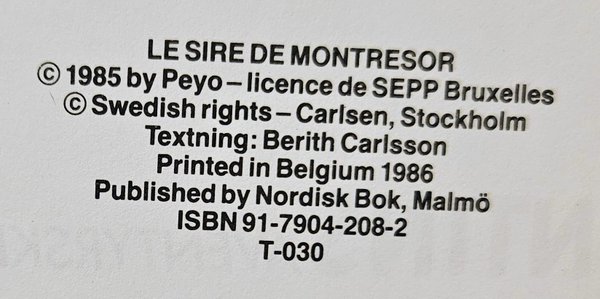 LE SIRE DE MONTRESOR
© 1985 by Peyo – licence de SEPP Bruxelles
© Swedish rights – Carlsen, Stockholm
Textning: Berith Carlsson
Printed in Belgium 1986
Published by Nordisk Bok, Malmö
ISBN 91-7904-208-2
T-030